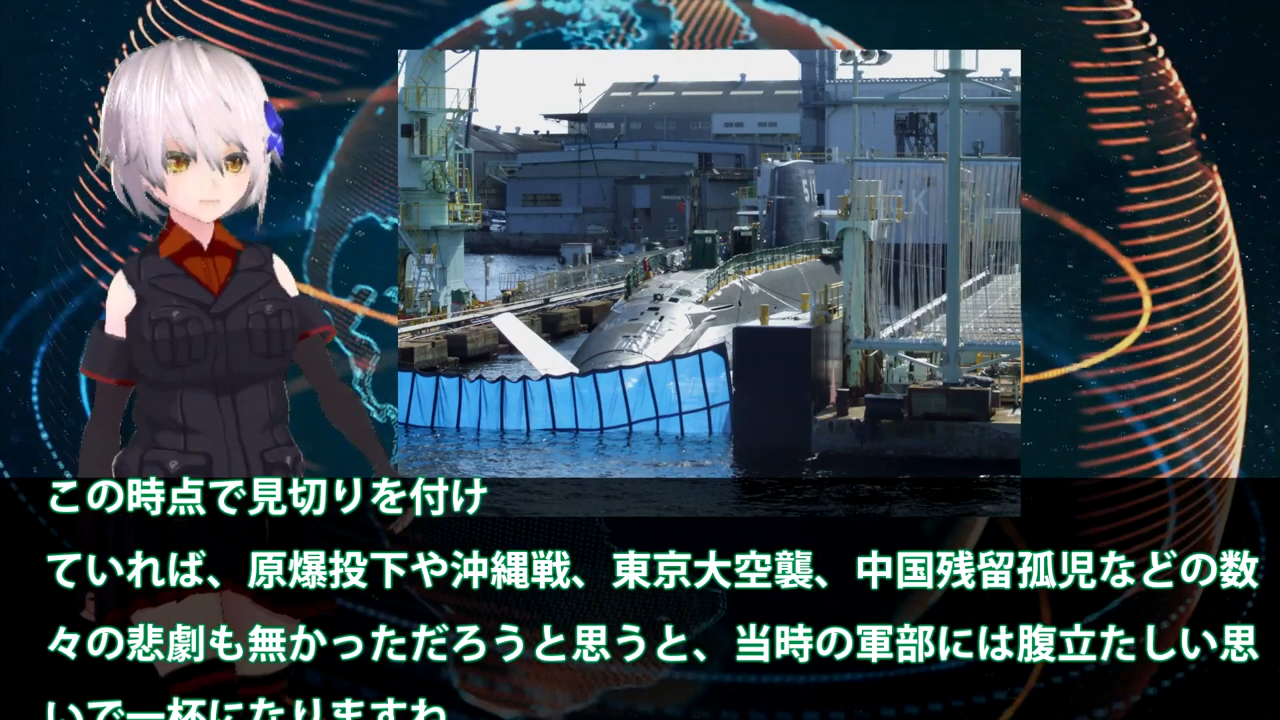 この時点で見切りを付け
ていれば、原爆投下や沖縄戦、東京大空襲、中国残留孤児などの数
々の悲劇も無かっただろうと思うと、当時の軍部には腹立たしい思
いで一杯になりますね